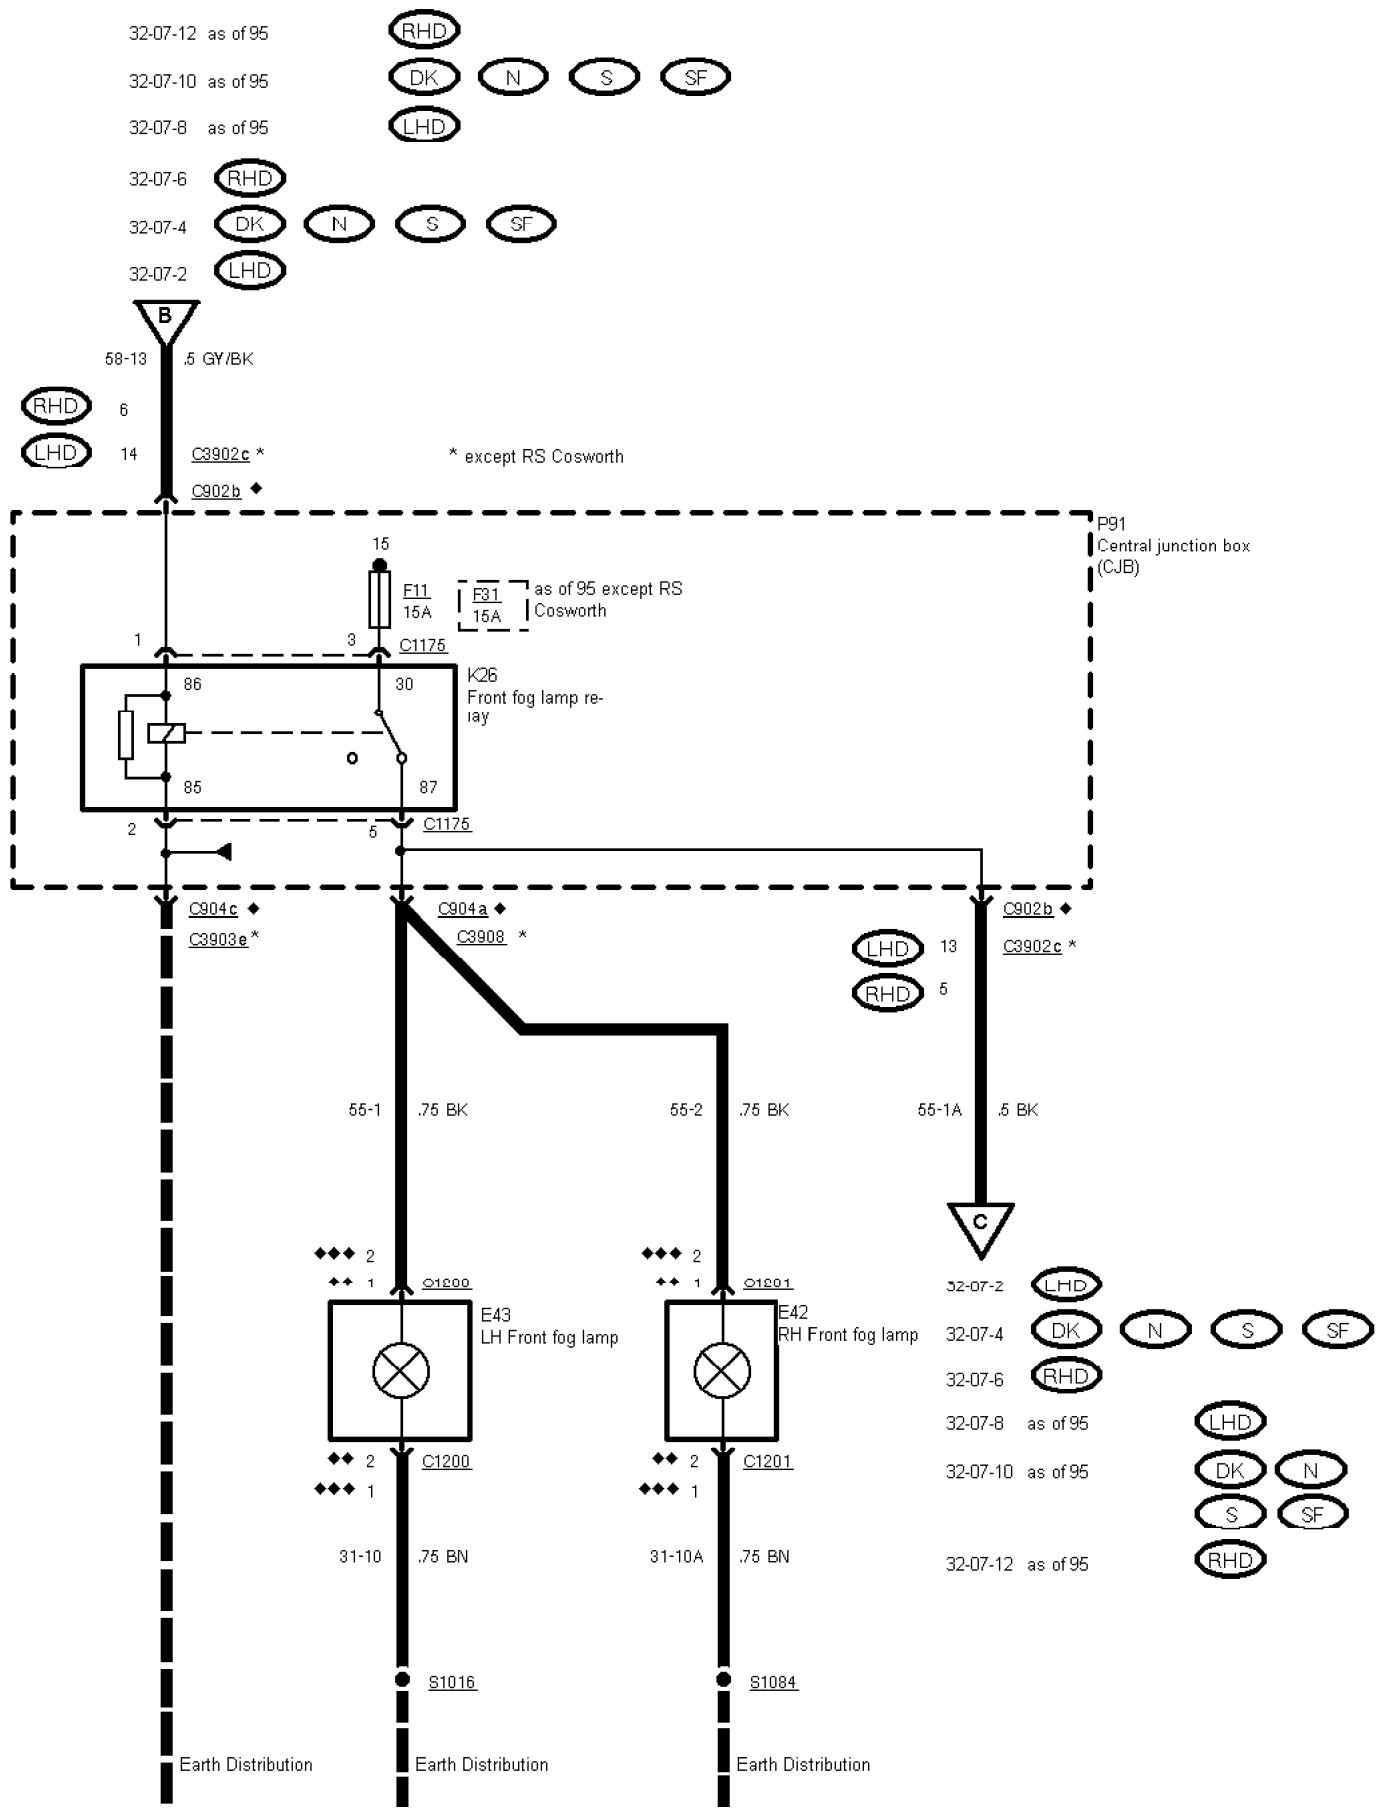 32-07-12 as of 95 RHD
32-07-10 as of 95 DK N S SF
32-07-8 as of 95 LHD
32-07-6 RHD
32-07-4 DK N S SF
32-07-2 LHD
B
58-13 .5 GY/BK
RHD 6
LHD 14 C3902c *
* except RS Cosworth
C902b ◆
P91
Central junction box
(CJB)
15
F11
15A
F31
15A
as of 95 except RS
Cosworth
1
3 C1175
86
30
K26
Front fog lamp re-
lay
85
87
2
5 C1175
C904c ◆
C3903e *
C904a ◆
C3908 *
C902b ◆
LHD 13 C3902c *
RHD 5
55-1 .75 BK
55-2 .75 BK
55-1A .5 BK
C
◆◆◆ 2
◆◆ 1 C1200
◆◆◆ 2
◆◆ 1 C1201
E43
LH Front fog lamp
E42
RH Front fog lamp
32-07-2 LHD
32-07-4 DK N S SF
32-07-6 RHD
32-07-8 as of 95 LHD
32-07-10 as of 95 DK N
S SF
32-07-12 as of 95 RHD
◆◆ 2 C1200
◆◆◆ 1
◆◆ 2 C1201
◆◆◆ 1
31-10 .75 BN
31-10A .75 BN
S1016
S1084
Earth Distribution
Earth Distribution
Earth Distribution